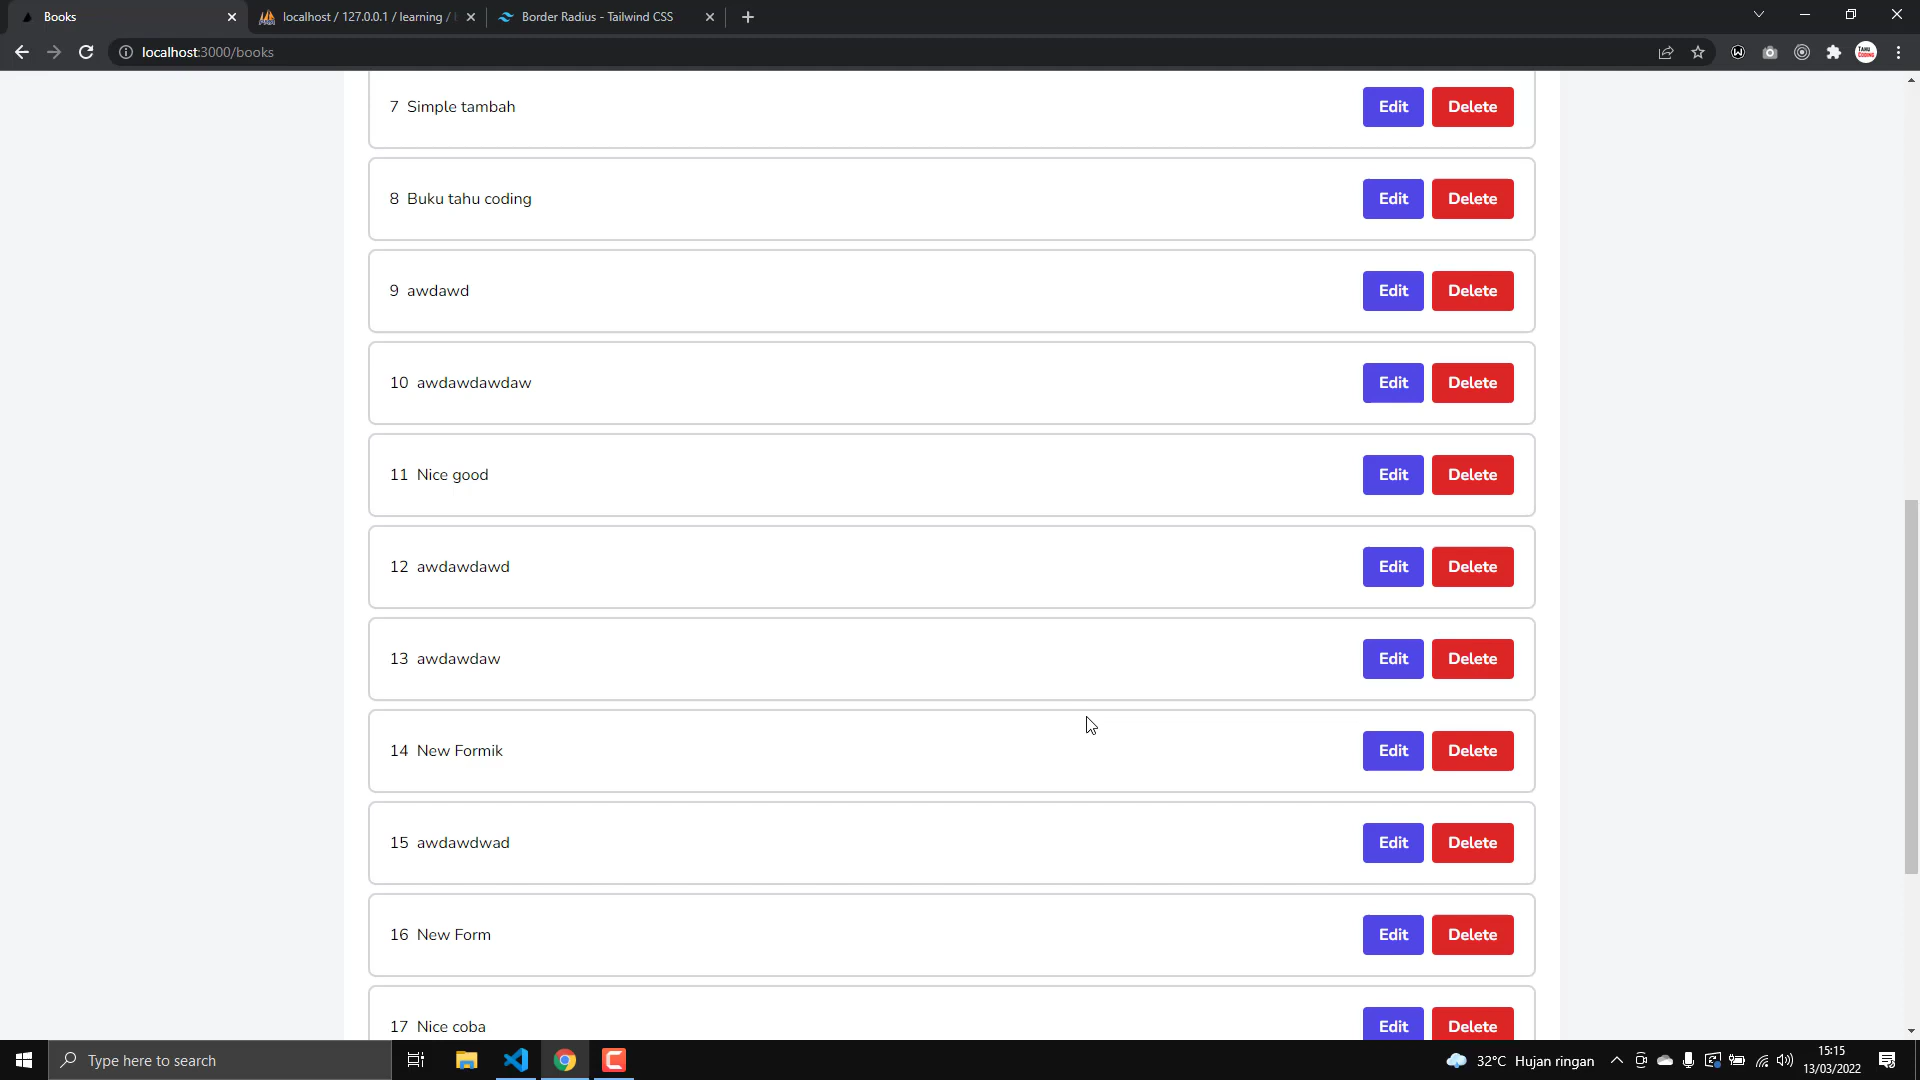 Books
localhost / 127.0.0.1 / learning /
Border Radius - Tailwind CSS
localhost:3000/books
7 Simple tambah Edit Delete
8 Buku tahu coding Edit Delete
9 awdawd Edit Delete
10 awdawdawdaw Edit Delete
11 Nice good Edit Delete
12 awdawdawd Edit Delete
13 awdawdaw Edit Delete
14 New Formik Edit Delete
15 awdawdwad Edit Delete
16 New Form Edit Delete
17 Nice coba Edit Delete
Type here to search
32°C Hujan ringan
15:15
13/03/2022